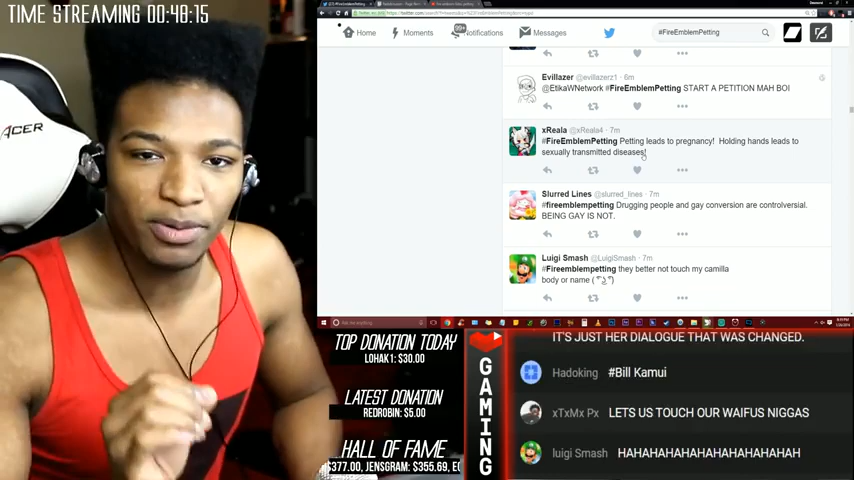 TIME STREAMING 00:48:15
ACER
#FireEmblemPetting
Home
Moments
99+
Notifications
Messages
Evillazer @evillazerz1 · 6m
@EtikaWNetwork #FireEmblemPetting START A PETITION MAH BOI
xReala @xReala4 · 7m
#FireEmblemPetting Petting leads to pregnancy! Holding hands leads to
sexually transmitted diseases!
Slurred Lines @slurred_lines · 7m
#fireemblempetting Drugging people and gay conversion are controlversial.
BEING GAY IS NOT.
Luigi Smash @LuigiSmash · 7m
#Fireemblempetting they better not touch my camilla
body or name ( ͡° ͜ʖ ͡°)
TOP DONATION TODAY
LOHAK1: $30.00
LATEST DONATION
REDROBIN: $5.00
HALL OF FAME
$377.00, JENSGRAM: $355.69, E
GAMING
IT'S JUST HER DIALOGUE THAT WAS CHANGED.
Hadoking #Bill Kamui
xTxMx Px LETS US TOUCH OUR WAIFUS NIGGAS
luigi Smash HAHAHAHAHAHAHAHAHAHAH